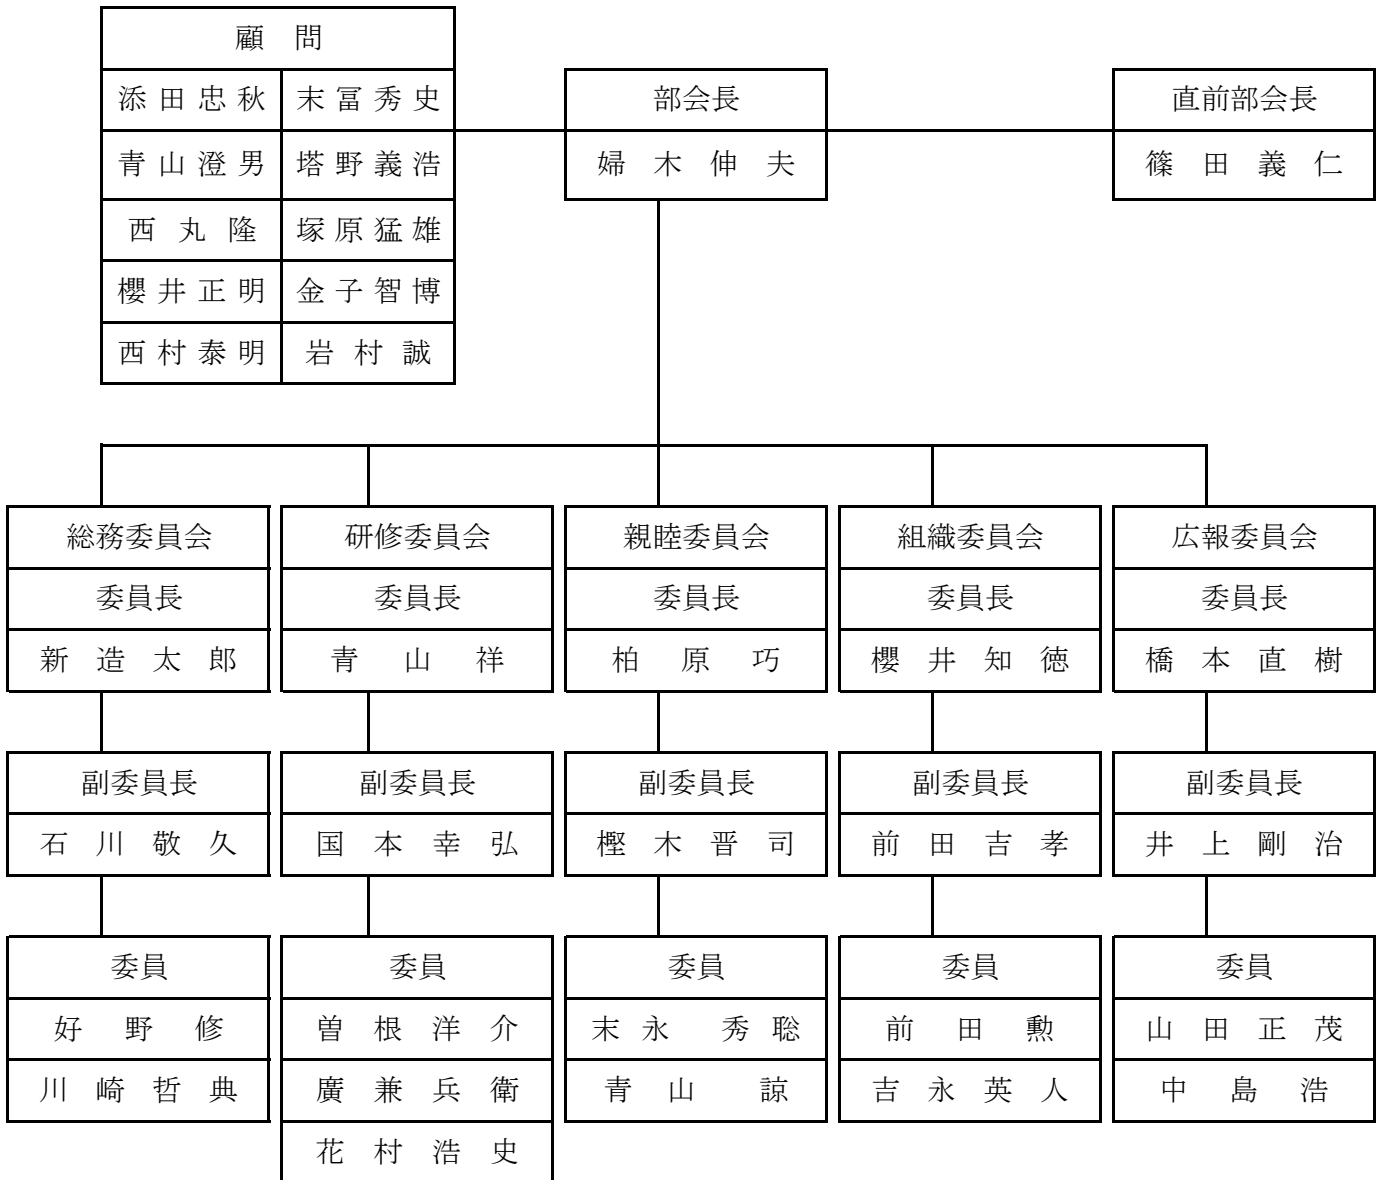 顧 問
添田忠秋 末冨秀史
青山澄男 塔野義浩
西丸隆 塚原猛雄
櫻井正明 金子智博
西村泰明 岩村誠
部会長
婦木伸夫
直前部会長
篠田義仁
総務委員会
委員長
新造太郎
副委員長
石川敬久
委員
好野修
川崎哲典
研修委員会
委員長
青山祥
副委員長
国本幸弘
委員
曽根洋介
廣兼兵衛
花村浩史
親睦委員会
委員長
柏原巧
副委員長
樫木晋司
委員
末永 秀聡
青山諒
組織委員会
委員長
櫻井知徳
副委員長
前田吉孝
委員
前田勲
吉永英人
広報委員会
委員長
橋本直樹
副委員長
井上剛治
委員
山田正茂
中島浩